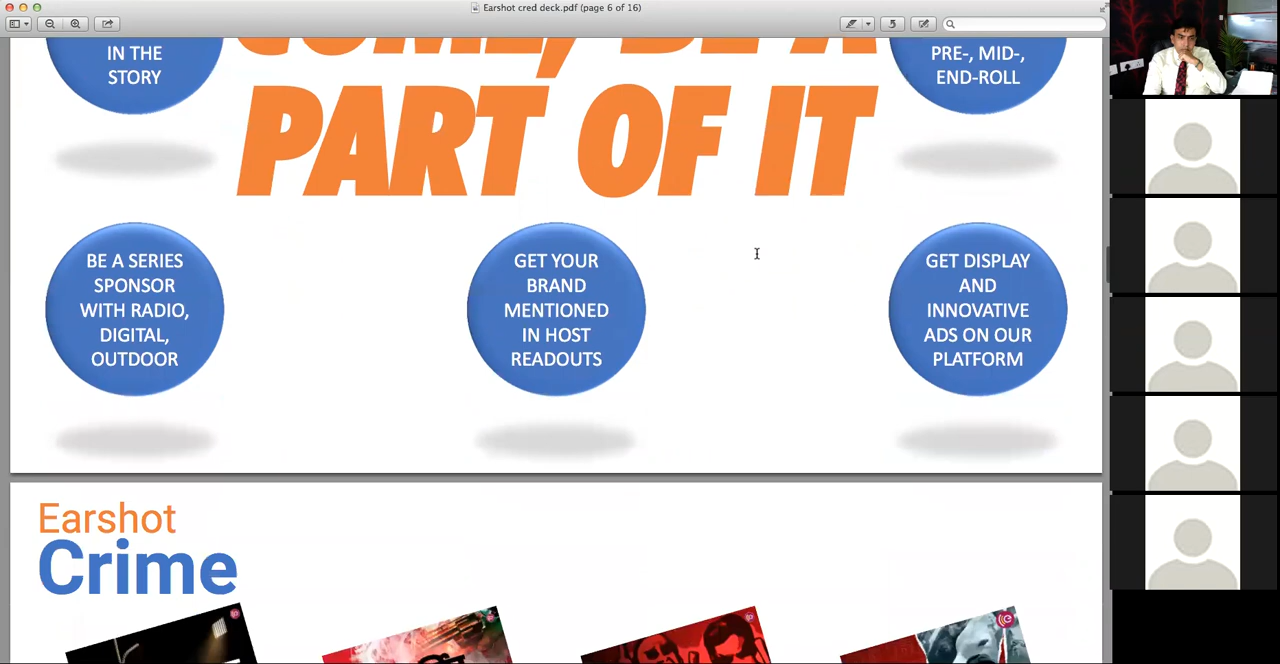 Earshot cred deck.pdf (page 6 of 16)
IN THE
STORY
COME, BE A
PART OF IT
PRE-, MID-,
END-ROLL
BE A SERIES
SPONSOR
WITH RADIO,
DIGITAL,
OUTDOOR
GET YOUR
BRAND
MENTIONED
IN HOST
READOUTS
GET DISPLAY
AND
INNOVATIVE
ADS ON OUR
PLATFORM
Earshot
Crime